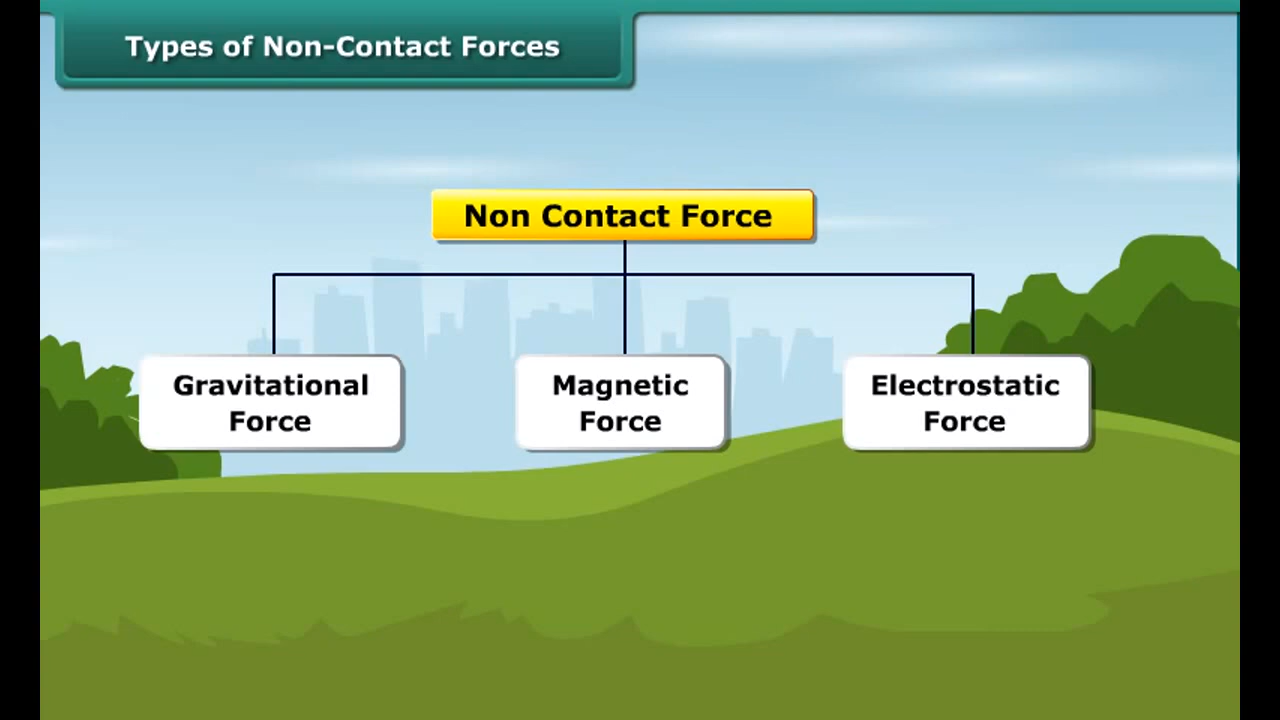 Types of Non-Contact Forces
Non Contact Force
Gravitational
Force
Magnetic
Force
Electrostatic
Force